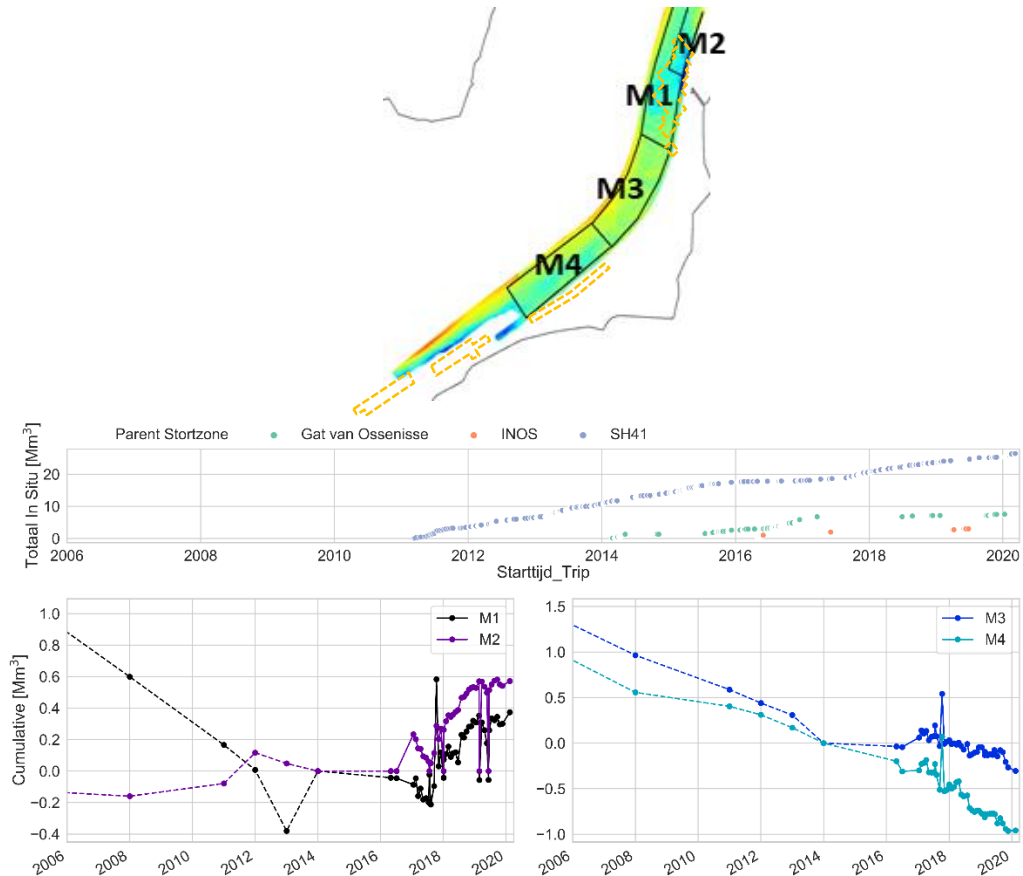 M2
M1
M3
M4
Parent Stortzone Gat van Ossenisse INOS SH41
Totaal In Situ [Mm³]
20
10
0
2006 2008 2010 2012 2014 2016 2018 2020
Starttijd_Trip
Cumulative [Mm³]
1.0
0.8
0.6
0.4
0.2
0.0
−0.2
−0.4
M1
M2
2006 2008 2010 2012 2014 2016 2018 2020
1.5
1.0
0.5
0.0
−0.5
−1.0
M3
M4
2006 2008 2010 2012 2014 2016 2018 2020